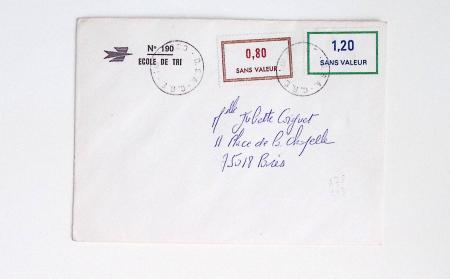 N° 190
ECOLE DE TRI
0,80
SANS VALEUR
1,20
SANS VALEUR
Mlle Juliette Coquet
11 Place de la Chapelle
75018 Paris